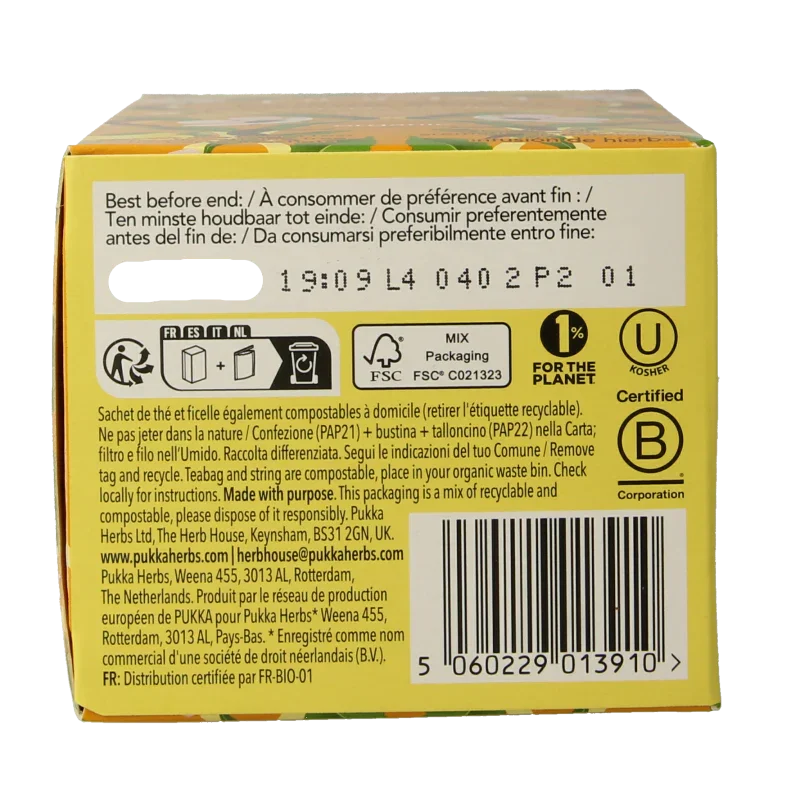 infusión de hierbas
Best before end: / À consommer de préférence avant fin : /
Ten minste houdbaar tot einde: / Consumir preferentemente
antes del fin de: / Da consumarsi preferibilmente entro fine:
19:09 L4 040 2 P2 01
FR ES IT NL
MIX
Packaging
FSC® C021323
FSC
1%
FOR THE
PLANET
U
KOSHER
Certified
B
Corporation
Sachet de thé et ficelle également compostables à domicile (retirer l'étiquette recyclable).
Ne pas jeter dans la nature / Confezione (PAP21) + bustina + talloncino (PAP22) nella Carta;
filtro e filo nell'Umido. Raccolta differenziata. Segui le indicazioni del tuo Comune / Remove
tag and recycle. Teabag and string are compostable, place in your organic waste bin. Check
locally for instructions. Made with purpose. This packaging is a mix of recyclable and
compostable, please dispose of it responsibly. Pukka
Herbs Ltd, The Herb House, Keynsham, BS31 2GN, UK.
www.pukkaherbs.com | herbhouse@pukkaherbs.com
Pukka Herbs, Weena 455, 3013 AL, Rotterdam,
The Netherlands. Produit par le réseau de production
européen de PUKKA pour Pukka Herbs* Weena 455,
Rotterdam, 3013 AL, Pays-Bas. * Enregistré comme nom
commercial d'une société de droit néerlandais (B.V.).
FR: Distribution certifiée par FR-BIO-01
5 060229 013910 >